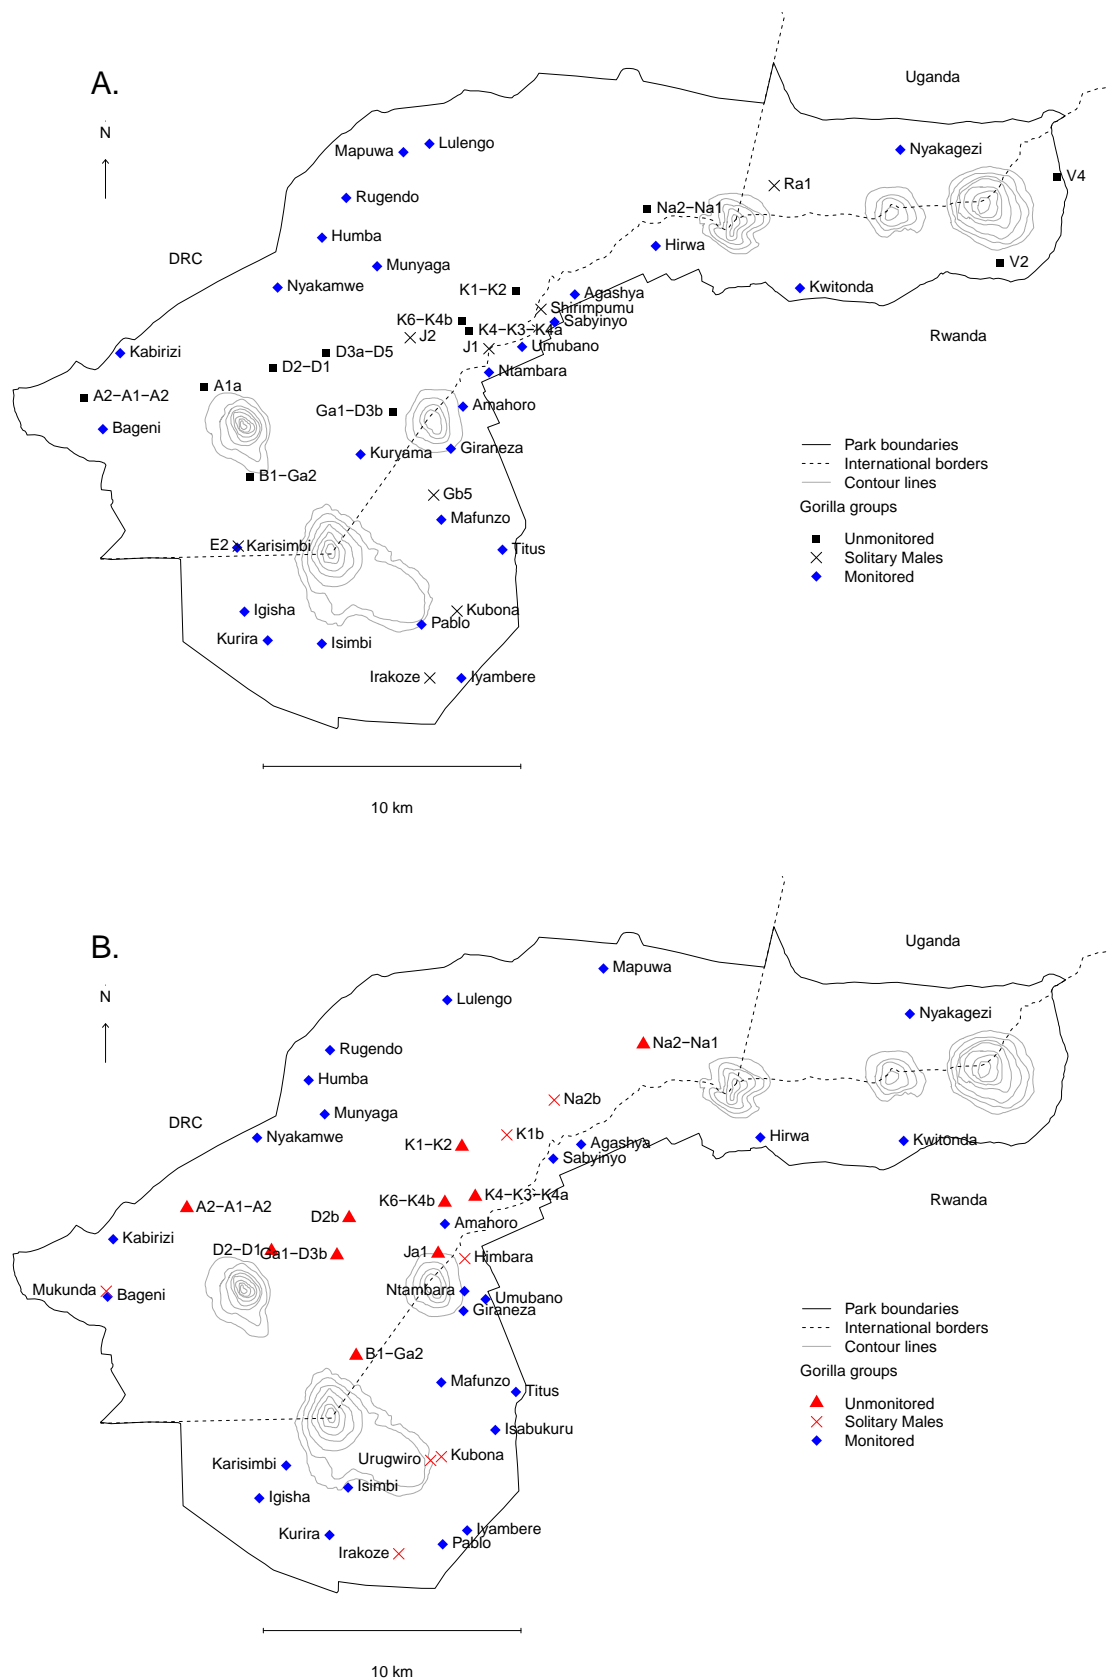 A.
Uganda
N
Lulengo
Mapuwa
Nyakagezi
V4
Ra1
Rugendo
Na2−Na1
Humba
Hirwa
DRC
Munyaga
V2
Nyakamwe
K1−K2
Agashya
Kwitonda
Shirimpumu
K6−K4b
Sabyinyo
K4−K3−K4a
Rwanda
J2
J1
Umubano
Kabirizi
D3a−D5
D2−D1
Ntambara
A1a
A2−A1−A2
Amahoro
Ga1−D3b
Bageni
Park boundaries
Giraneza
Kuryama
International borders
B1−Ga2
Contour lines
Gb5
Gorilla groups
Mafunzo
Unmonitored
E2
Karisimbi
Titus
Solitary Males
Monitored
Igisha
Kubona
Pablo
Kurira
Isimbi
Irakoze
Iyambere
10 km
B.
Uganda
Mapuwa
N
Lulengo
Nyakagezi
Na2−Na1
Rugendo
Humba
Na2b
Munyaga
DRC
K1b
Nyakamwe
Hirwa
K1−K2
Agashya
Kwitonda
Sabyinyo
K4−K3−K4a
Rwanda
K6−K4b
A2−A1−A2
D2b
Amahoro
Kabirizi
D2−D1
Ga1−D3b
Ja1
Himbara
Mukunda
Ntambara
Bageni
Umubano
Giraneza
Park boundaries
International borders
Contour lines
B1−Ga2
Gorilla groups
Mafunzo
Titus
Unmonitored
Isabukuru
Solitary Males
Monitored
Kubona
Urugwiro
Karisimbi
Isimbi
Igisha
Iyambere
Kurira
Pablo
Irakoze
10 km